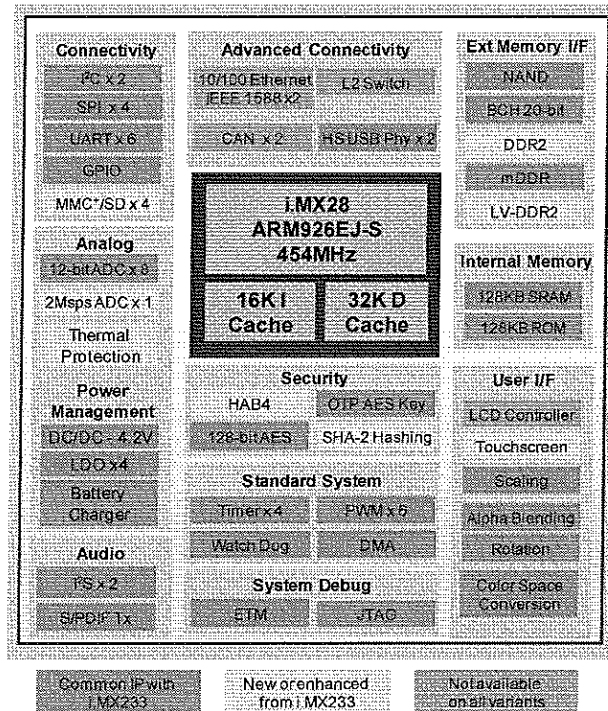 Connectivity
I²C x 2
SPI x 4
UART x 6
GPIO
MMC+/SD x 4
Analog
12-bit ADC x 8
2Msps ADC x 1
Thermal
Protection
Power
Management
DC/DC - 4.2V
LDO x4
Battery
Charger
Audio
I²S x 2
S/PDIF Tx
Advanced Connectivity
10/100 Ethernet
IEEE 1588 x2
L2 Switch
CAN x 2
HS USB Phy x 2
i.MX28
ARM926EJ-S
454MHz
16K I
Cache
32K D
Cache
Security
HAB4
OTP AES Key
128-bit AES
SHA-2 Hashing
Standard System
Timer x 4
PWM x 6
Watch Dog
DMA
System Debug
ETM
JTAG
Ext Memory I/F
NAND
BCH 20-bit
DDR2
mDDR
LV-DDR2
Internal Memory
128KB SRAM
128KB ROM
User I/F
LCD Controller
Touchscreen
Scaling
Alpha Blending
Rotation
Color Space
Conversion
Common IP with
i.MX233
New or enhanced
from i.MX233
Not available
on all variants